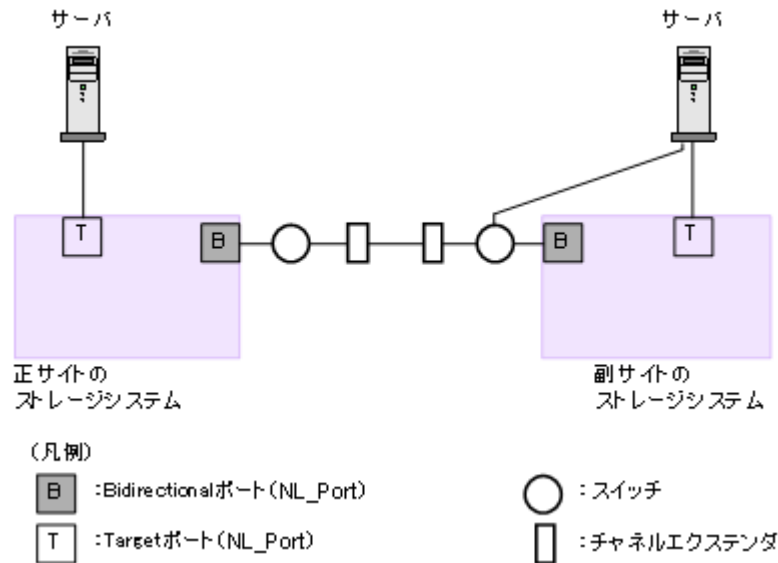 サーバ
サーバ
T
B
B
T
正サイトの
ストレージシステム
副サイトの
ストレージシステム
(凡例)
B :Bidirectionalポート(NL_Port)
:スイッチ
T :Targetポート(NL_Port)
:チャネルエクステンダ